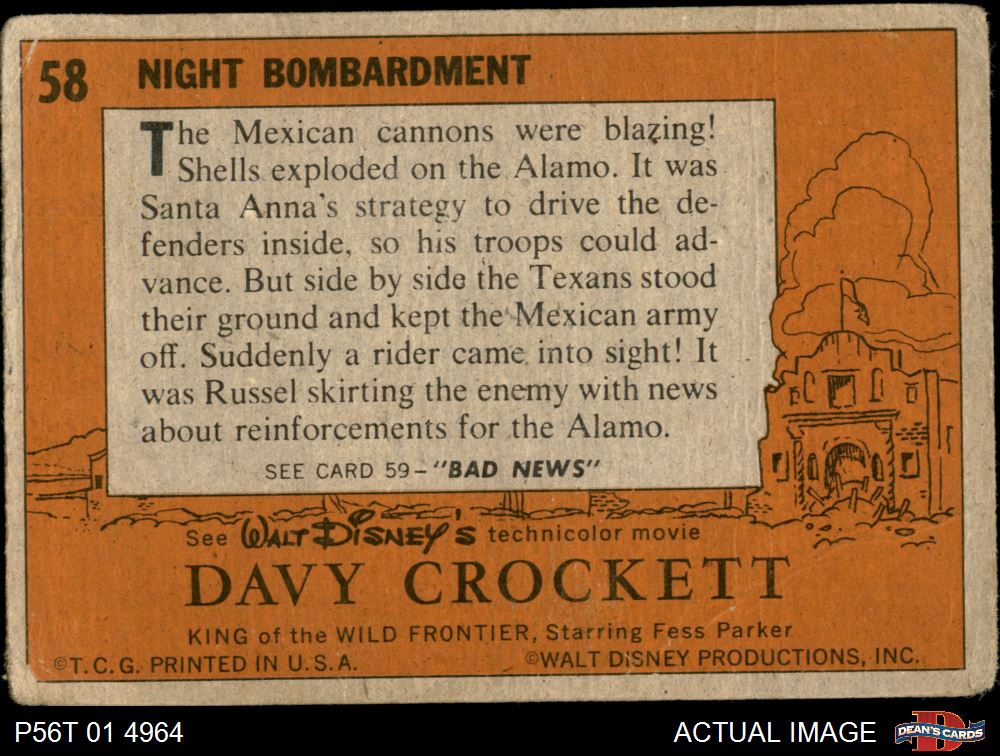 58 NIGHT BOMBARDMENT
The Mexican cannons were blazing!
Shells exploded on the Alamo. It was
Santa Anna's strategy to drive the de-
fenders inside, so his troops could ad-
vance. But side by side the Texans stood
their ground and kept the Mexican army
off. Suddenly a rider came into sight! It
was Russel skirting the enemy with news
about reinforcements for the Alamo.
SEE CARD 59-"BAD NEWS"
See WALT DISNEY'S technicolor movie
DAVY CROCKETT
KING of the WILD FRONTIER, Starring Fess Parker
©T.C.G. PRINTED IN U.S.A. ©WALT DISNEY PRODUCTIONS, INC.
P56T 01 4964 ACTUAL IMAGE DEAN'S CARDS